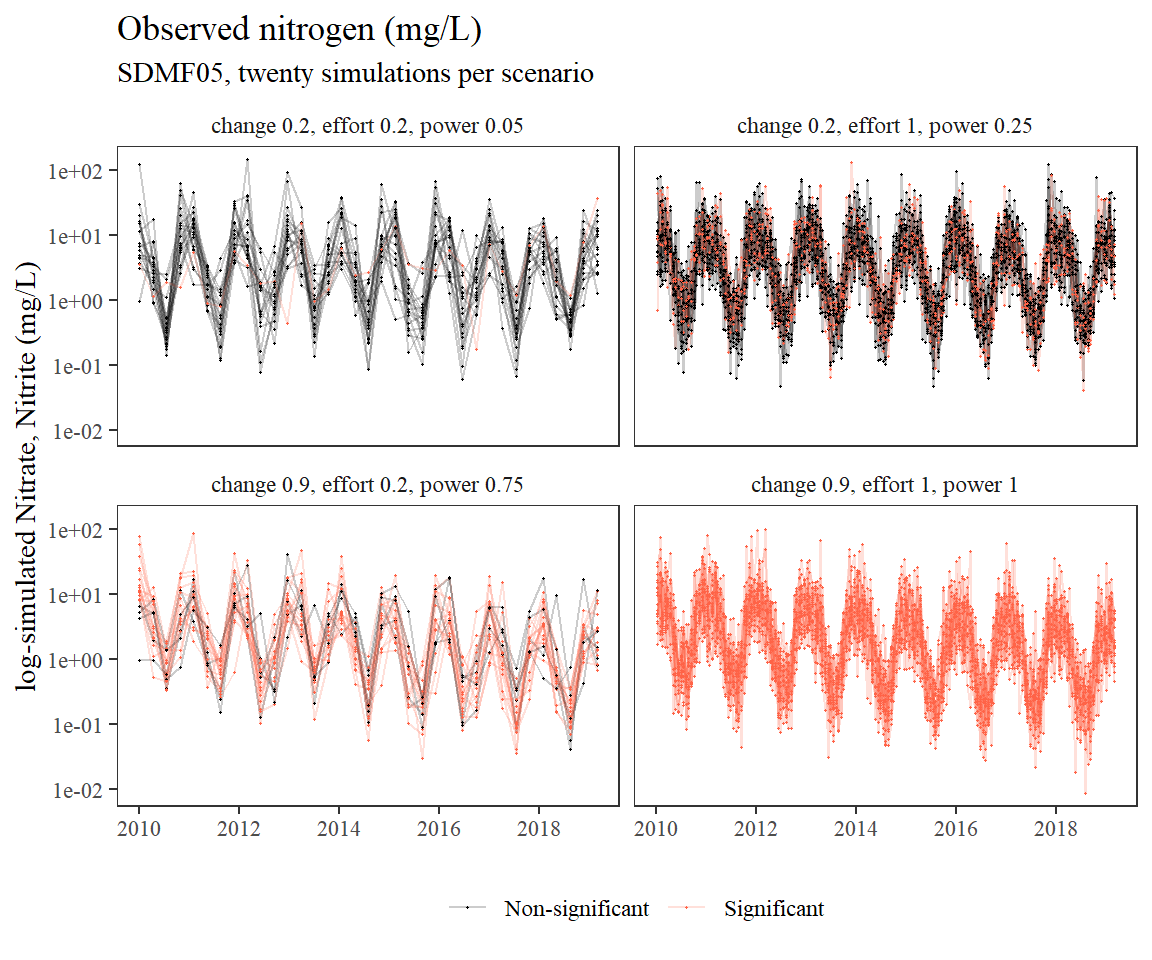 Observed nitrogen (mg/L)
SDMF05, twenty simulations per scenario
change 0.2, effort 0.2, power 0.05
change 0.2, effort 1, power 0.25
1e+02
1e+01
1e+00
1e-01
1e-02
log-simulated Nitrate, Nitrite (mg/L)
change 0.9, effort 0.2, power 0.75
change 0.9, effort 1, power 1
1e+02
1e+01
1e+00
1e-01
1e-02
2010 2012 2014 2016 2018
2010 2012 2014 2016 2018
Non-significant Significant